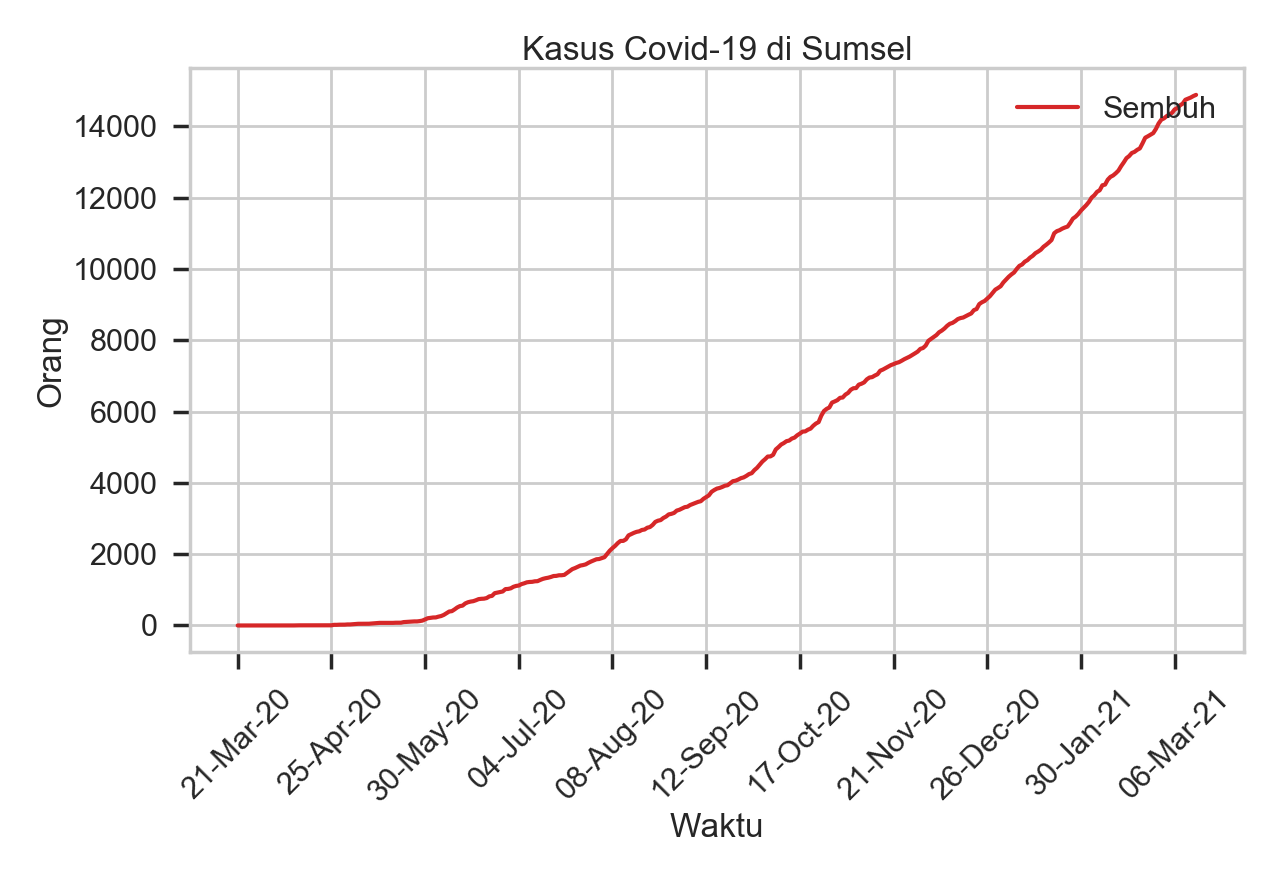 Kasus Covid-19 di Sumsel
Sembuh
14000
12000
10000
8000
6000
4000
2000
0
Orang
21-Mar-20
25-Apr-20
30-May-20
04-Jul-20
08-Aug-20
12-Sep-20
17-Oct-20
21-Nov-20
26-Dec-20
30-Jan-21
06-Mar-21
Waktu